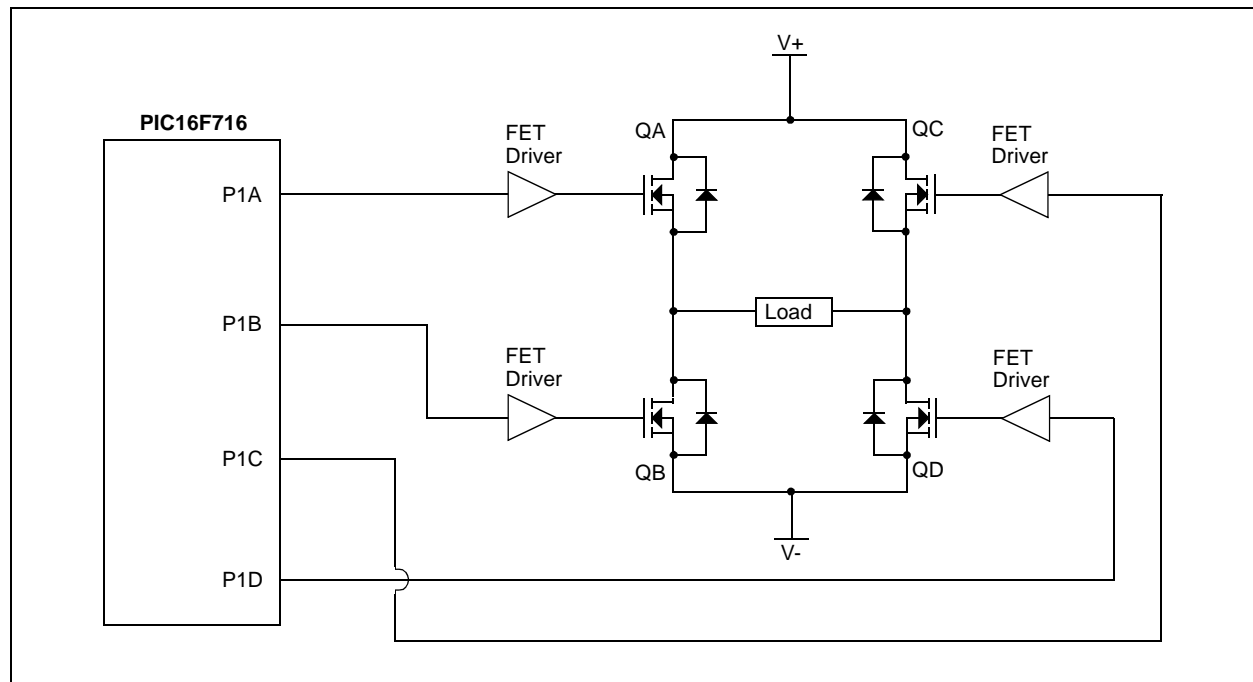 V+
PIC16F716
FET
Driver
QA
QC
FET
Driver
P1A
Load
P1B
FET
Driver
FET
Driver
P1C
QB
QD
V-
P1D